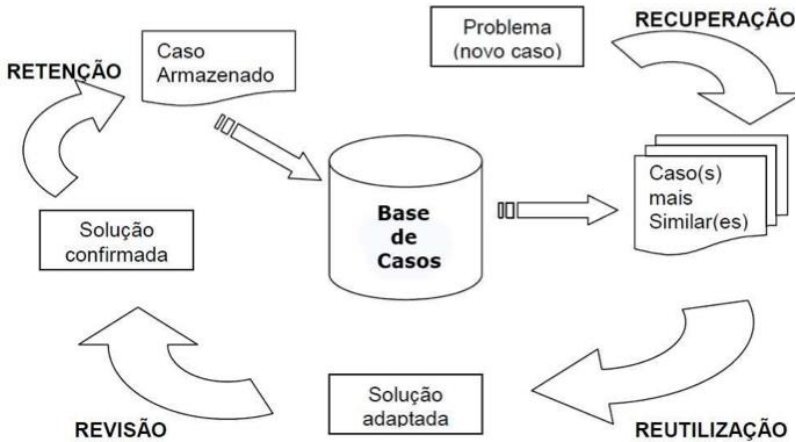 Problema
(novo caso)
RECUPERAÇÃO
Caso(s)
mais
Similar(es)
REUTILIZAÇÃO
Solução
adaptada
REVISÃO
Solução
confirmada
RETENÇÃO
Caso
Armazenado
Base
de
Casos